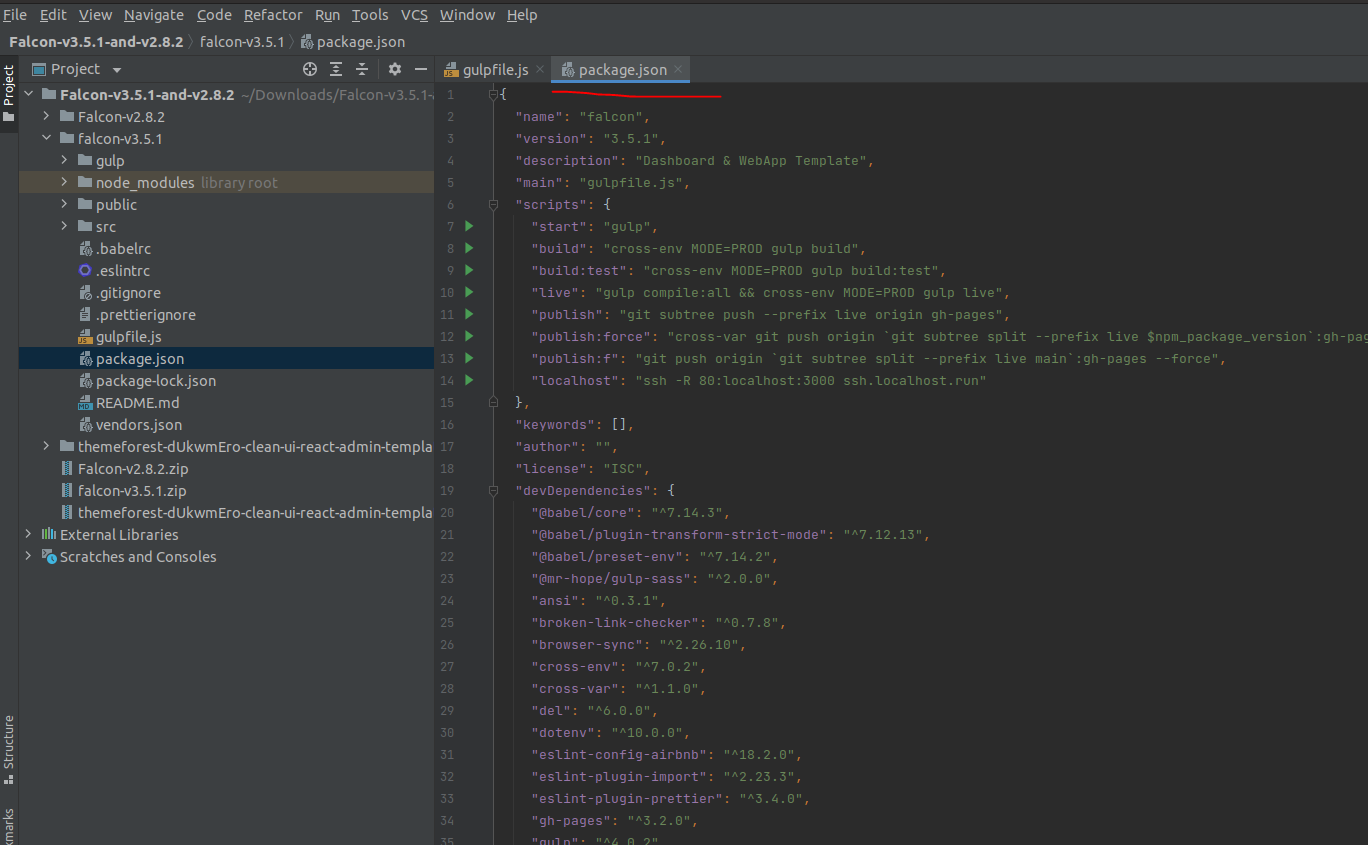 File Edit View Navigate Code Refactor Run Tools VCS Window Help
Falcon-v3.5.1-and-v2.8.2 falcon-v3.5.1 package.json
Project
Project
gulpfile.js
package.json
Falcon-v3.5.1-and-v2.8.2 ~/Downloads/Falcon-v3.5.1-
Falcon-v2.8.2
falcon-v3.5.1
gulp
node_modules library root
public
src
.babelrc
.eslintrc
.gitignore
.prettierignore
gulpfile.js
package.json
package-lock.json
README.md
vendors.json
themeforest-dUkwmEro-clean-ui-react-admin-templa
Falcon-v2.8.2.zip
falcon-v3.5.1.zip
themeforest-dUkwmEro-clean-ui-react-admin-templa
External Libraries
Scratches and Consoles
Structure
1 {
2 "name": "falcon",
3 "version": "3.5.1",
4 "description": "Dashboard & WebApp Template",
5 "main": "gulpfile.js",
6 "scripts": {
7 "start": "gulp",
8 "build": "cross-env MODE=PROD gulp build",
9 "build:test": "cross-env MODE=PROD gulp build:test",
10 "live": "gulp compile:all && cross-env MODE=PROD gulp live",
11 "publish": "git subtree push --prefix live origin gh-pages",
12 "publish:force": "cross-var git push origin `git subtree split --prefix live $npm_package_version`:gh-pag
13 "publish:f": "git push origin `git subtree split --prefix live main`:gh-pages --force",
14 "localhost": "ssh -R 80:localhost:3000 ssh.localhost.run"
15 },
16 "keywords": [],
17 "author": "",
18 "license": "ISC",
19 "devDependencies": {
20 "@babel/core": "^7.14.3",
21 "@babel/plugin-transform-strict-mode": "^7.12.13",
22 "@babel/preset-env": "^7.14.2",
23 "@mr-hope/gulp-sass": "^2.0.0",
24 "ansi": "^0.3.1",
25 "broken-link-checker": "^0.7.8",
26 "browser-sync": "^2.26.10",
27 "cross-env": "^7.0.2",
28 "cross-var": "^1.1.0",
29 "del": "^6.0.0",
30 "dotenv": "^10.0.0",
31 "eslint-config-airbnb": "^18.2.0",
32 "eslint-plugin-import": "^2.23.3",
33 "eslint-plugin-prettier": "^3.4.0",
34 "gh-pages": "^3.2.0",
35 "gulp": "^4.0.2"